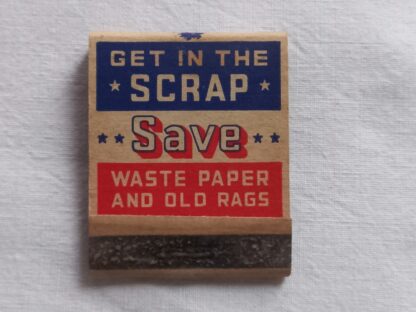 GET IN THE
SCRAP
Save
WASTE PAPER
AND OLD RAGS